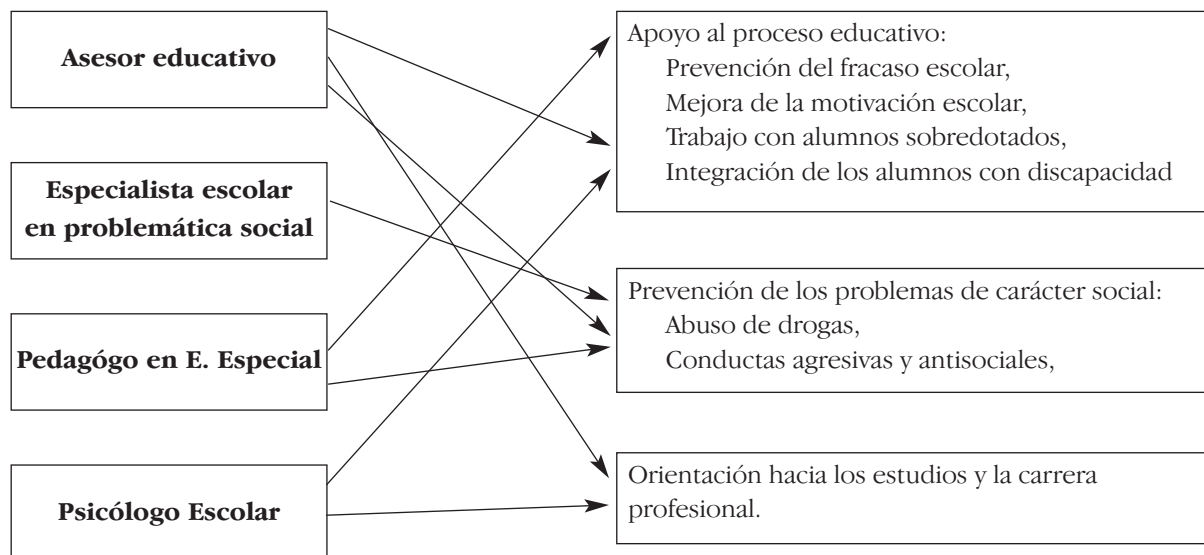 Asesor educativo
Especialista escolar
en problemática social
Pedagógo en E. Especial
Psicólogo Escolar
Apoyo al proceso educativo:
Prevención del fracaso escolar,
Mejora de la motivación escolar,
Trabajo con alumnos sobredotados,
Integración de los alumnos con discapacidad
Prevención de los problemas de carácter social:
Abuso de drogas,
Conductas agresivas y antisociales,
Orientación hacia los estudios y la carrera
profesional.